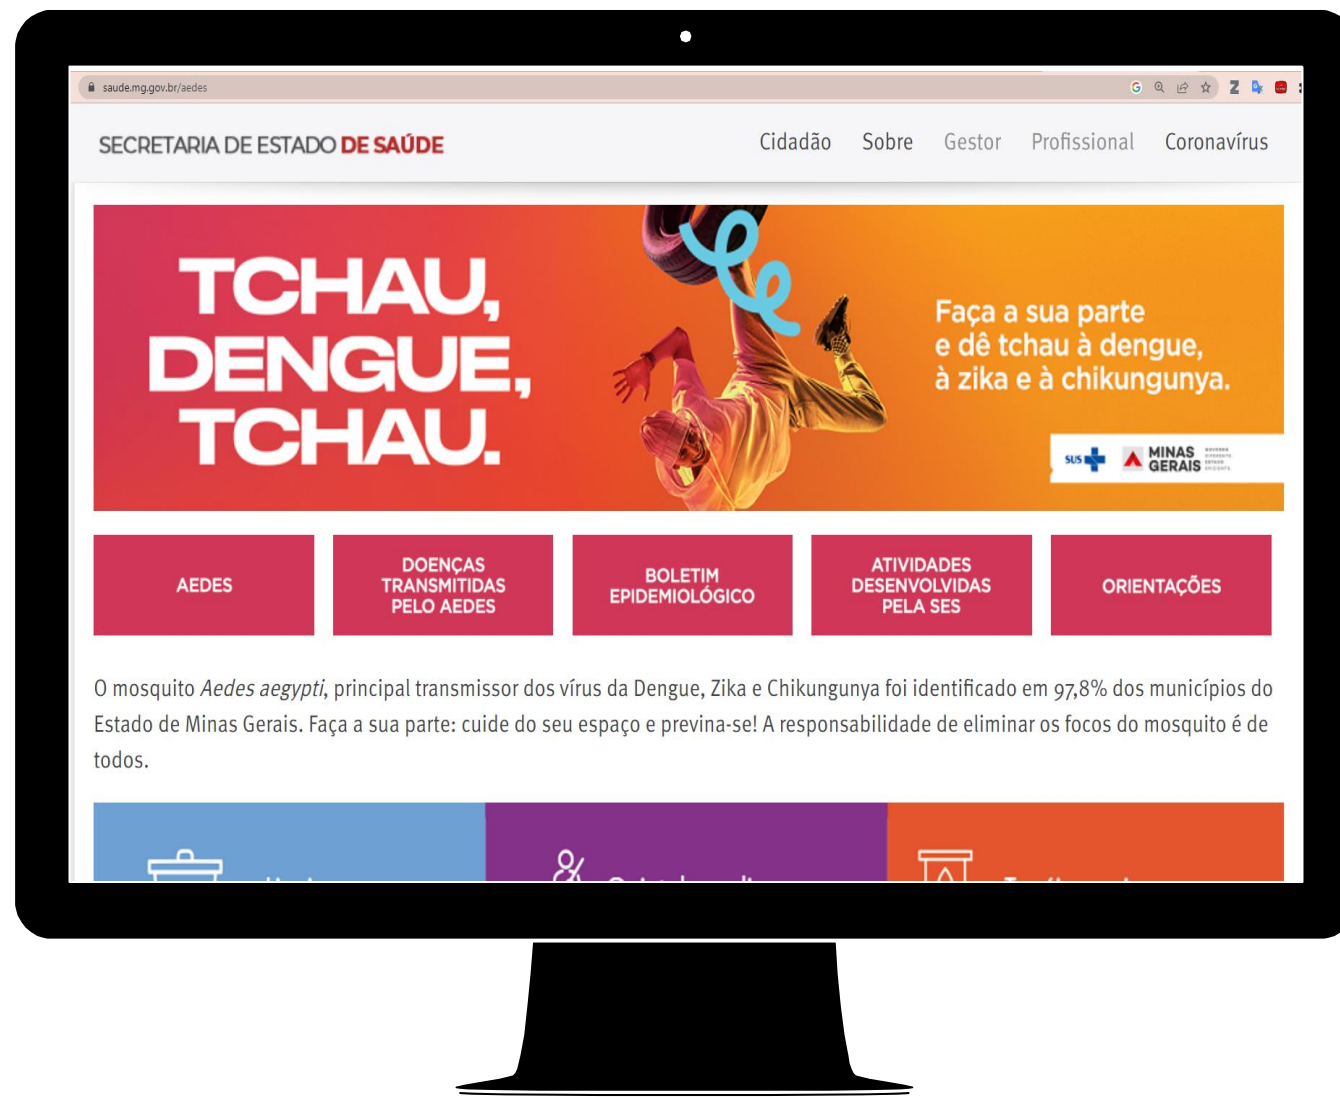 saude.mg.gov.br/aedes
SECRETARIA DE ESTADO DE SAÚDE
Cidadão Sobre Gestor Profissional Coronavírus
TCHAU,
DENGUE,
TCHAU.
Faça a sua parte
e dê tchau à dengue,
à zika e à chikungunya.
SUS
MINAS
GERAIS
AEDES
DOENÇAS
TRANSMITIDAS
PELO AEDES
BOLETIM
EPIDEMIOLÓGICO
ATIVIDADES
DESENVOLVIDAS
PELA SES
ORIENTAÇÕES
O mosquito Aedes aegypti, principal transmissor dos vírus da Dengue, Zika e Chikungunya foi identificado em 97,8% dos municípios do
Estado de Minas Gerais. Faça a sua parte: cuide do seu espaço e previna-se! A responsabilidade de eliminar os focos do mosquito é de
todos.